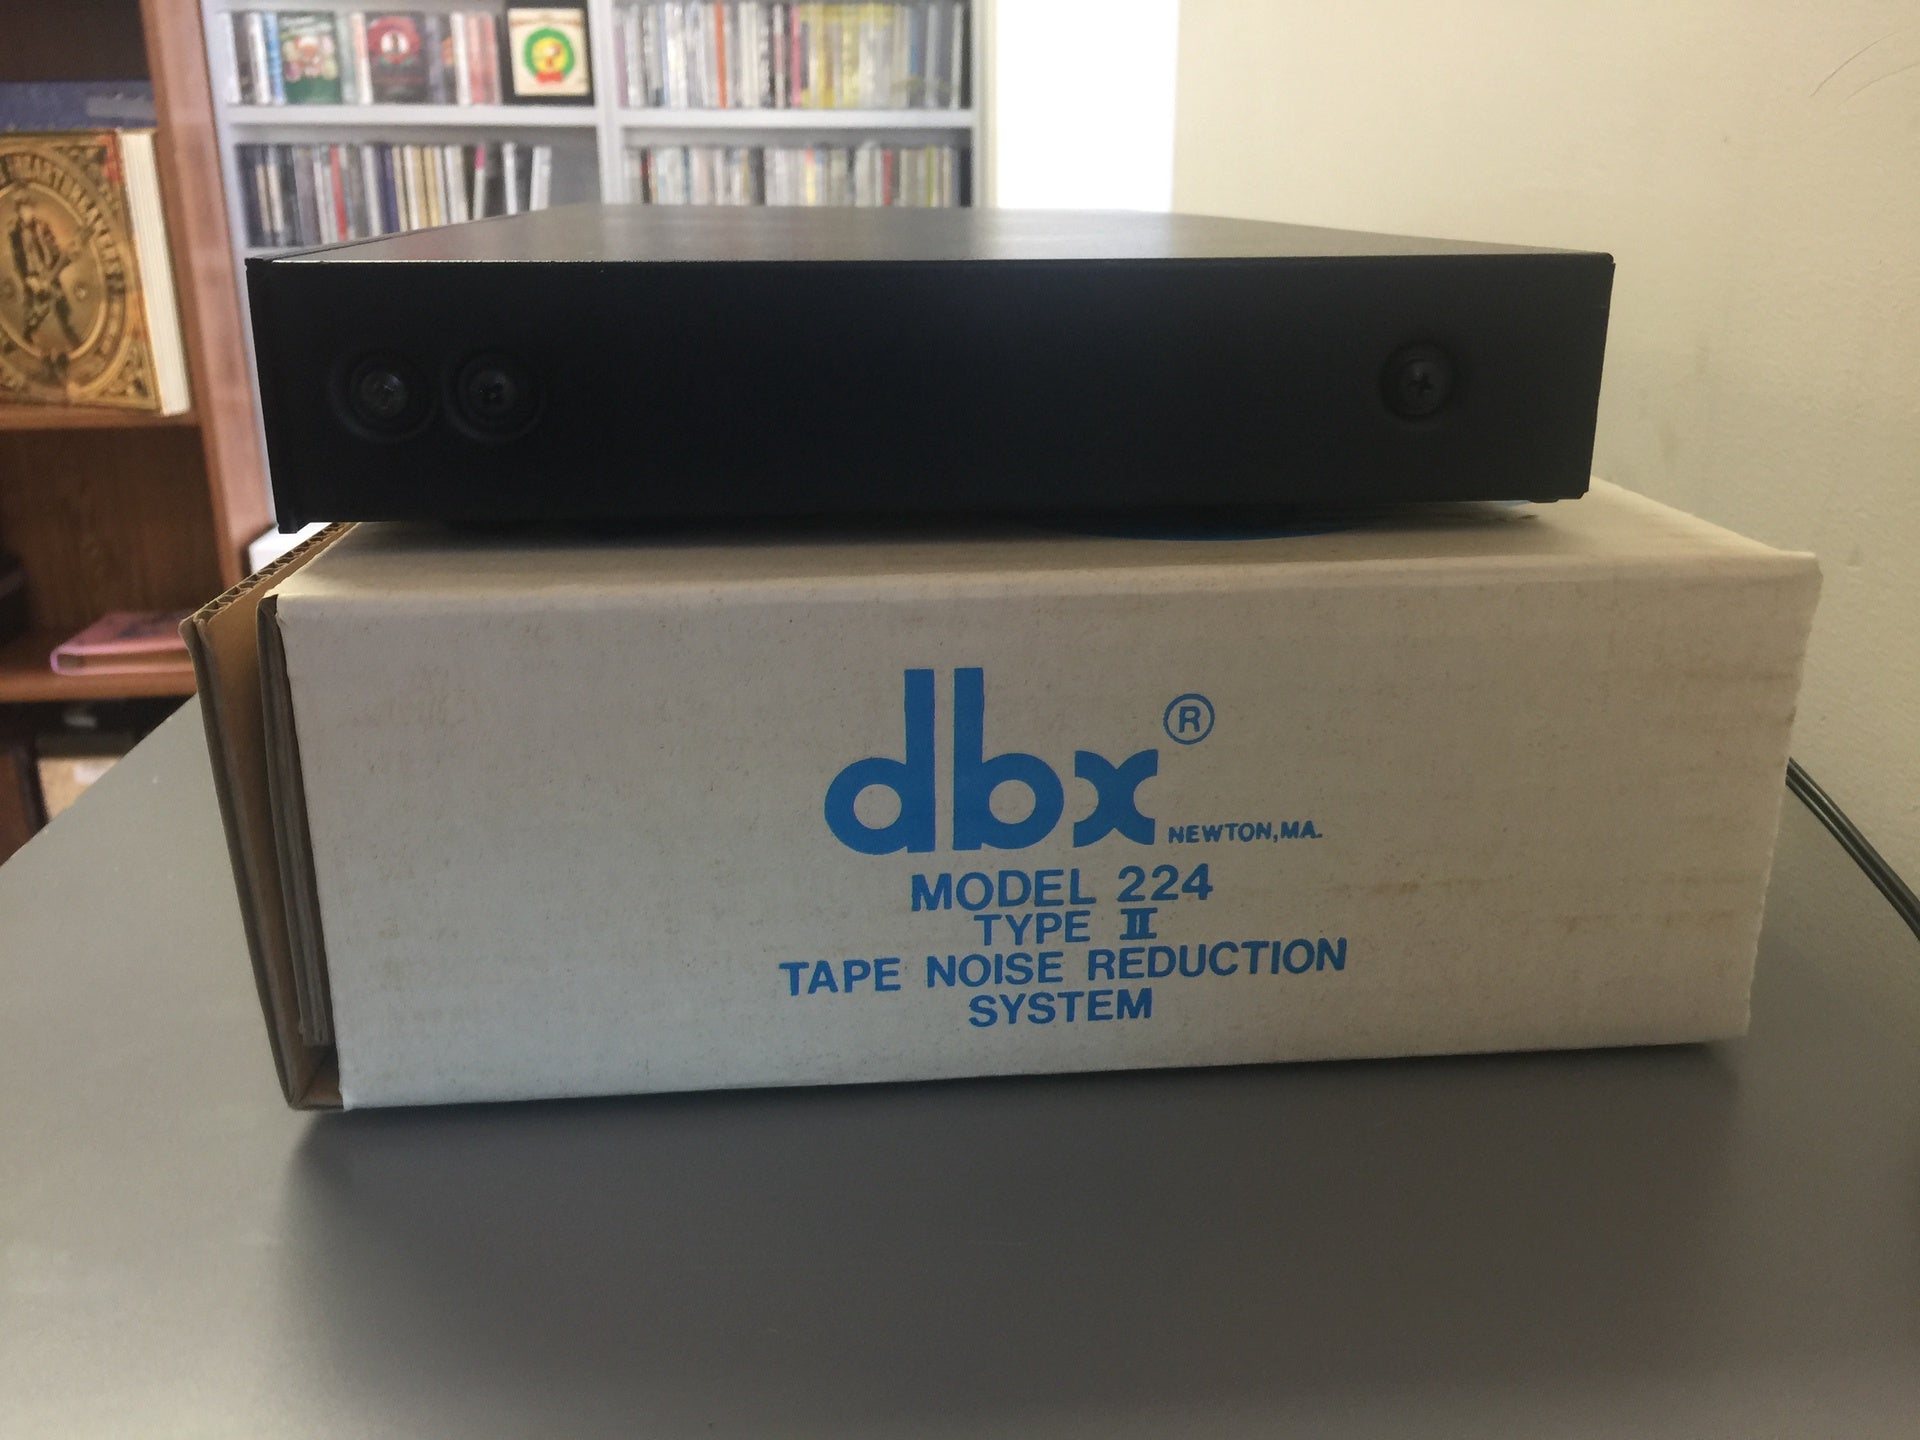 dbx®
NEWTON, MA.
MODEL 224
TYPE II
TAPE NOISE REDUCTION
SYSTEM